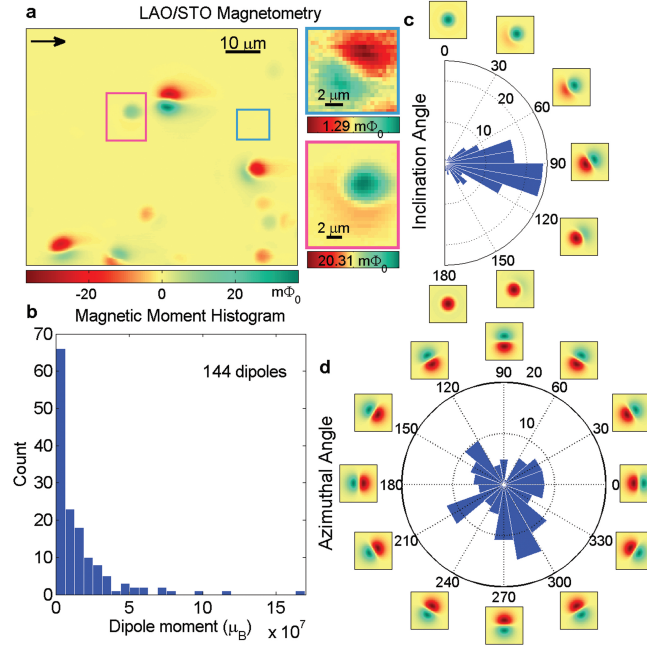 a
LAO/STO Magnetometry
10 μm
2 μm
1.29 mΦ0
2 μm
20.31 mΦ0
-20
0
20
mΦ0
c
Inclination Angle
0
30
60
90
120
150
180
10
20
b
Magnetic Moment Histogram
144 dipoles
Count
70
60
50
40
30
20
10
0
0
5
10
15
Dipole moment (μB)
x 10^7
d
Azimuthal Angle
90
60
30
0
330
300
270
240
210
180
150
120
10
20